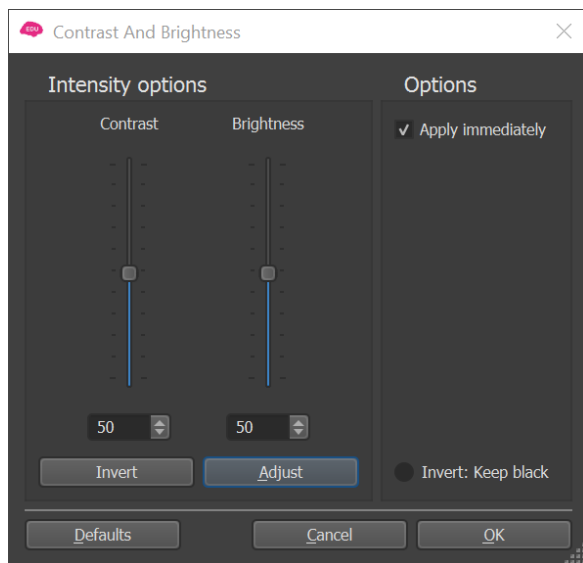 EDU
Contrast And Brightness
Intensity options
Options
Contrast
Brightness
Apply immediately
50
50
Invert
Adjust
Invert: Keep black
Defaults
Cancel
OK